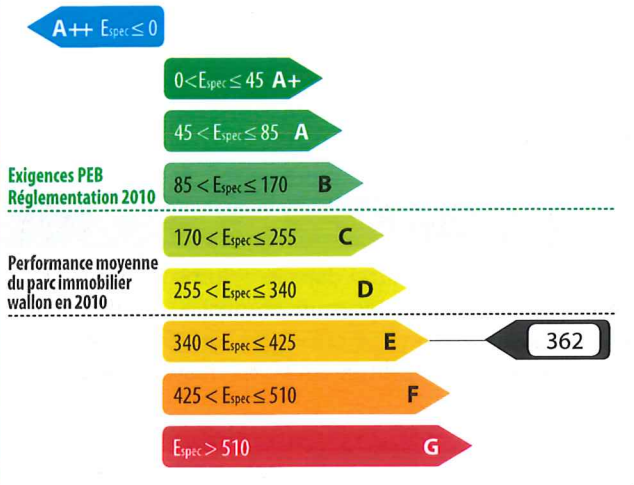 A++ Espec ≤ 0
0 < Espec ≤ 45 A+
45 < Espec ≤ 85 A
Exigences PEB
Réglementation 2010
85 < Espec ≤ 170 B
170 < Espec ≤ 255 C
Performance moyenne
du parc immobilier
wallon en 2010
255 < Espec ≤ 340 D
340 < Espec ≤ 425 E
362
425 < Espec ≤ 510 F
Espec > 510 G